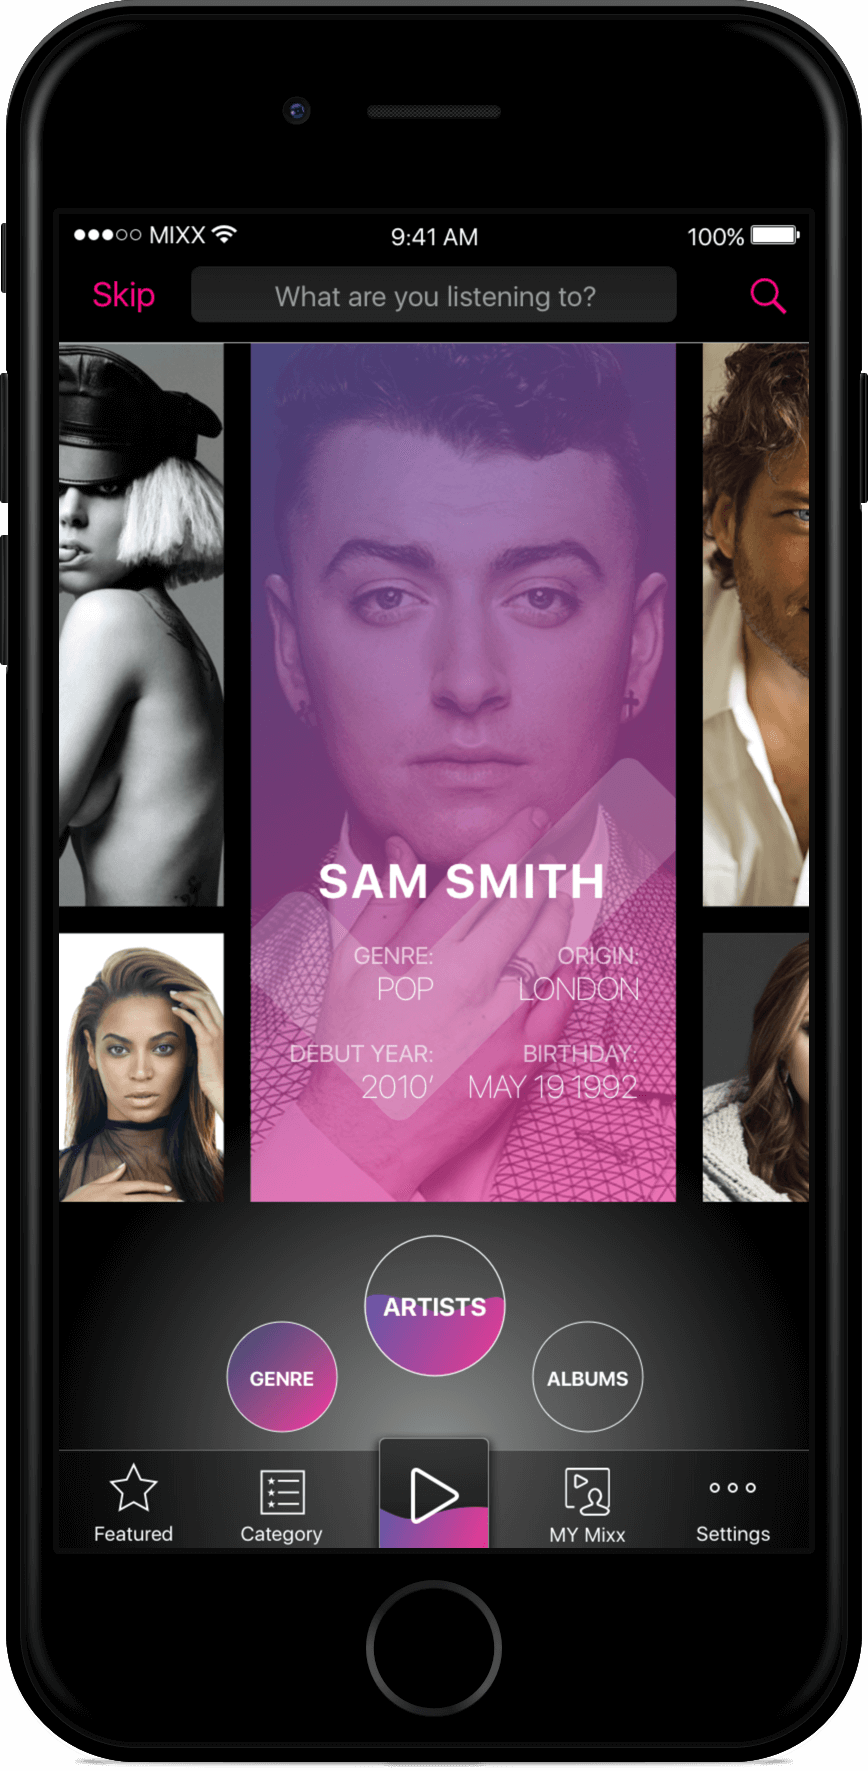 MIXX 9:41 AM 100%
Skip What are you listening to?
SAM SMITH
GENRE: ORIGIN:
POP LONDON
DEBUT YEAR: BIRTHDAY:
2010' MAY 19 1992
ARTISTS
GENRE ALBUMS
Featured Category MY Mixx Settings